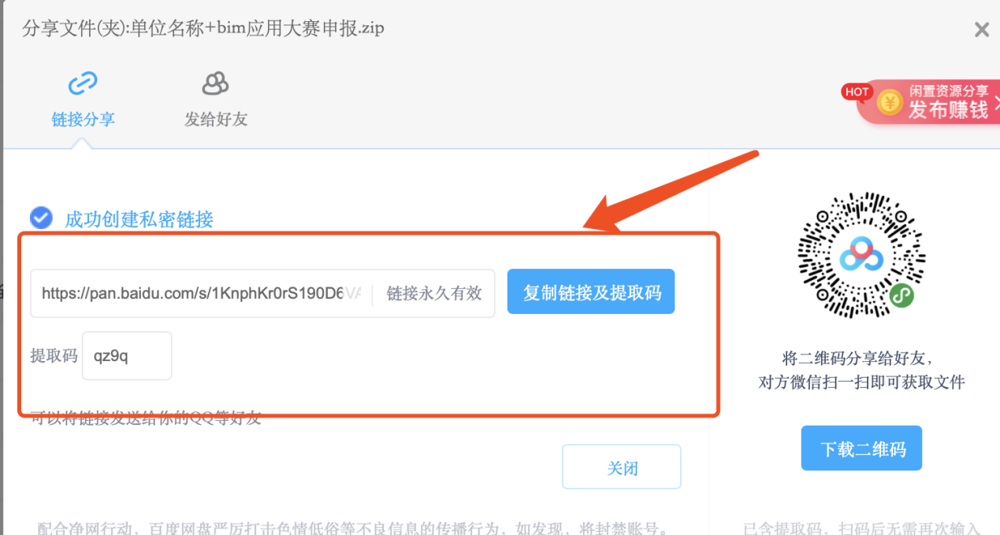 分享文件(夹):单位名称+bim应用大赛申报.zip
链接分享
发给好友
HOT
闲置资源分享
发布赚钱
成功创建私密链接
https://pan.baidu.com/s/1KnphKr0rS190D6VA
链接永久有效
复制链接及提取码
提取码
qz9q
可以将链接发送给你的QQ等好友
关闭
将二维码分享给好友，
对方微信扫一扫即可获取文件
下载二维码
配合净网行动，百度网盘严厉打击色情低俗等不良信息的传播行为，如发现，将封禁账号。
已含提取码，扫码后无需再次输入